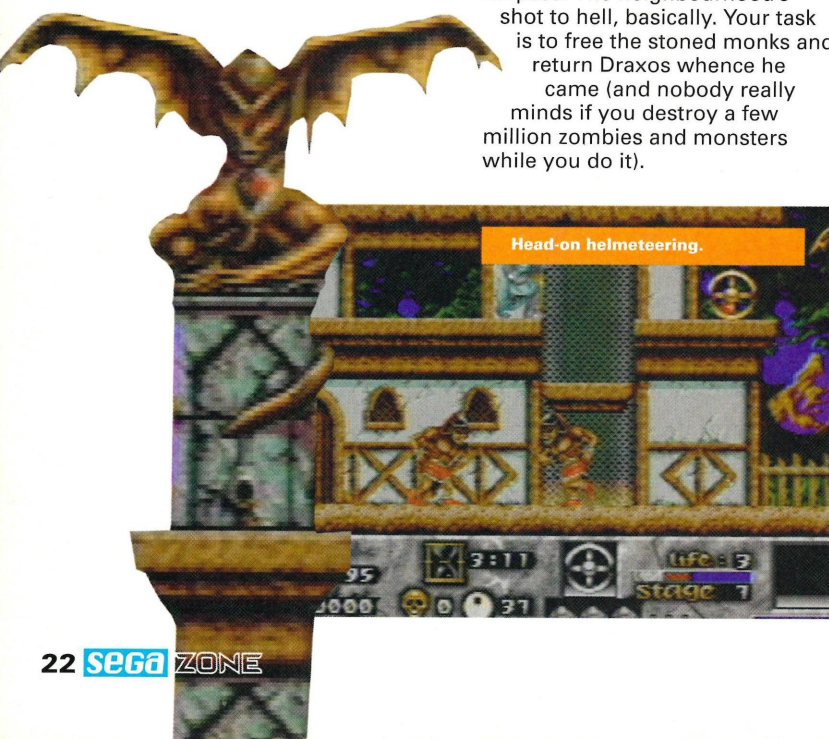 shot to hell, basically. Your task
is to free the stoned monks and
return Draxos whence he
came (and nobody really
minds if you destroy a few
million zombies and monsters
while you do it).
Head-on helmeteering.
95 3:11 life: 3
stage 7
0000 0 37
22 SEGA ZONE